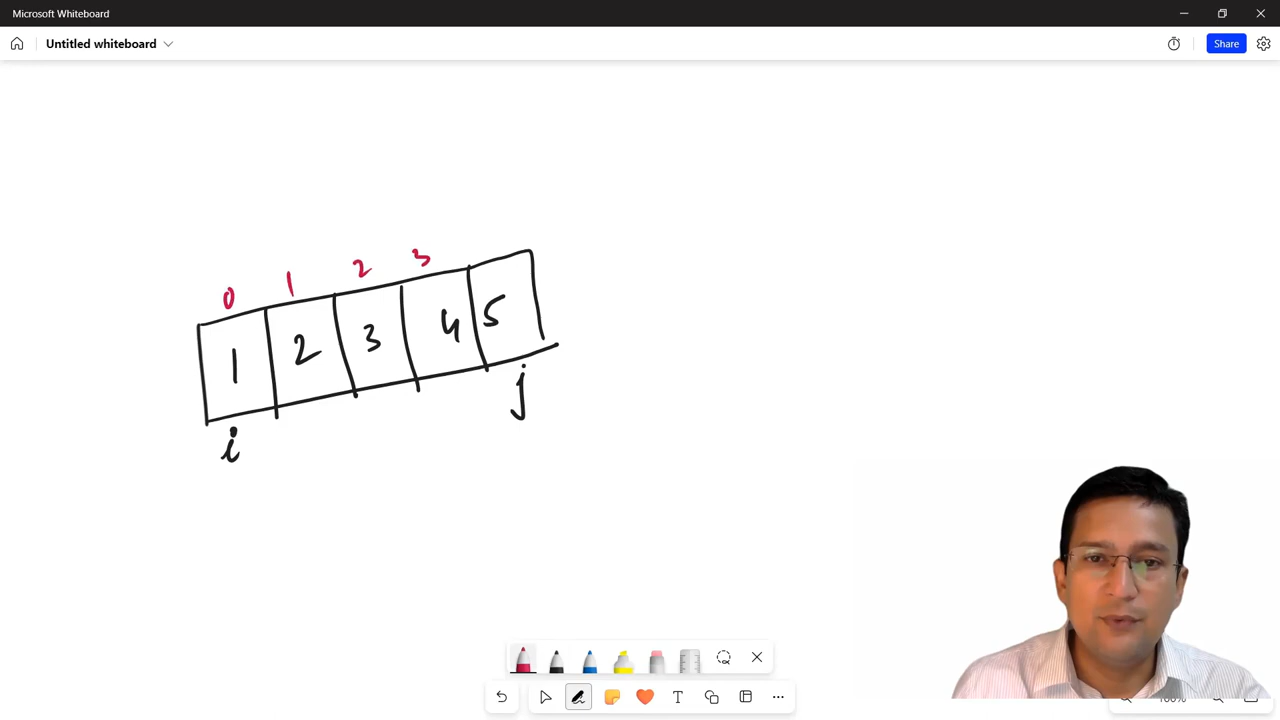 Microsoft Whiteboard
Untitled whiteboard
Share
0 1 2 3
1 2 3 4 5
i j